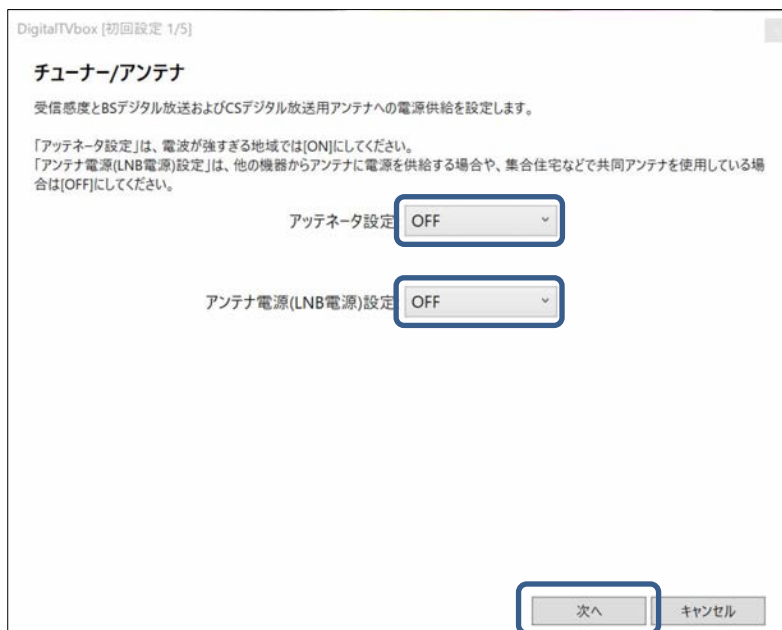 DigitalTVbox [初回設定 1/5]
チューナー/アンテナ
受信感度とBSデジタル放送およびCSデジタル放送用アンテナへの電源供給を設定します。
「アッテネータ設定」は、電波が強すぎる地域では[ON]にしてください。
「アンテナ電源(LNB電源)設定」は、他の機器からアンテナに電源を供給する場合や、集合住宅などで共同アンテナを使用している場
合は[OFF]にしてください。
アッテネータ設定 OFF
アンテナ電源(LNB電源)設定 OFF
次へ キャンセル